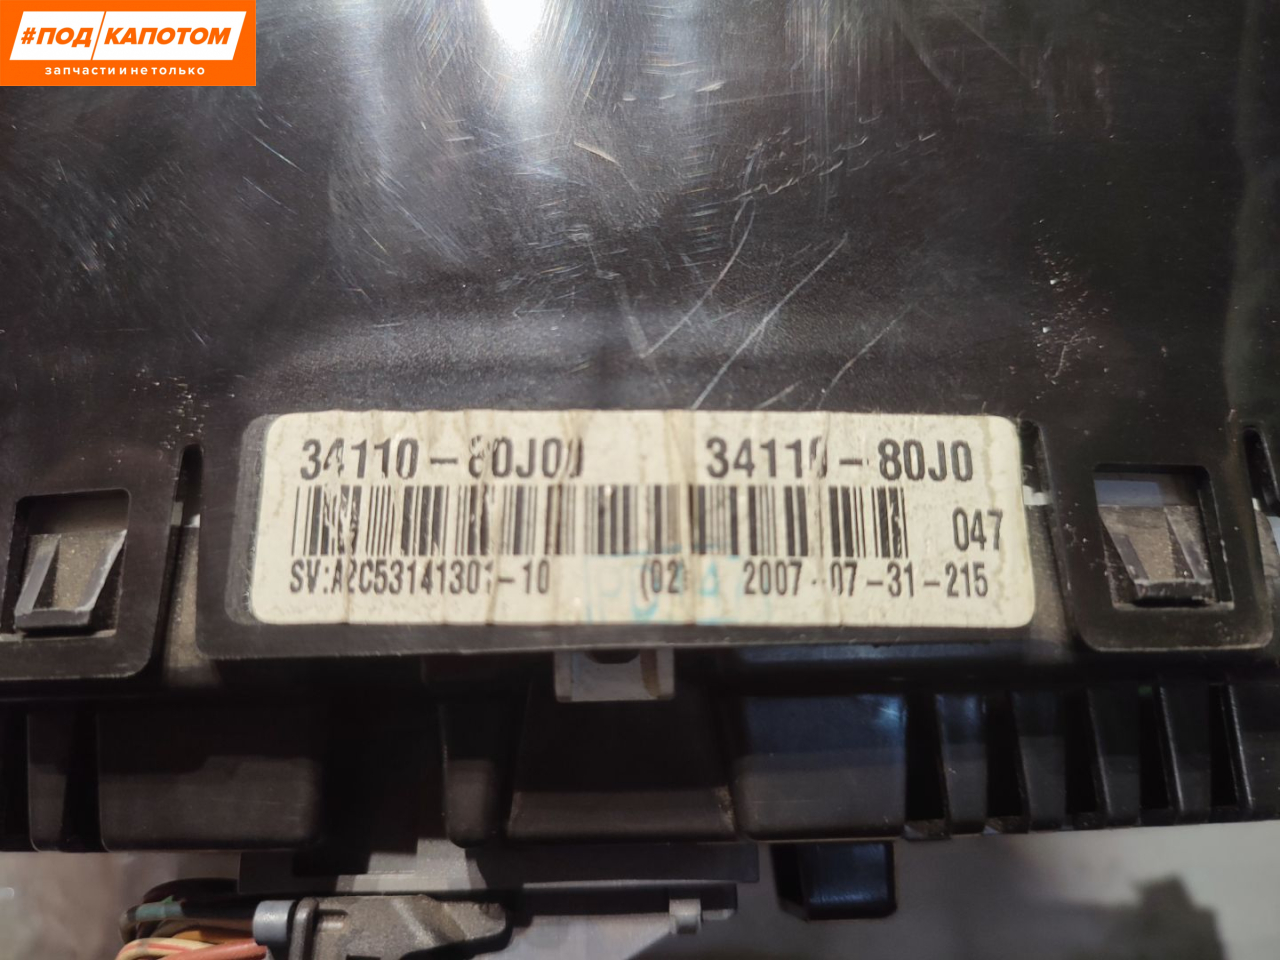 #ПОД КАПОТОМ
запчасти и не только
34110-80J00 34110-80J0
047
SV:A2C53141301-10 (02) 2007-07-31-215